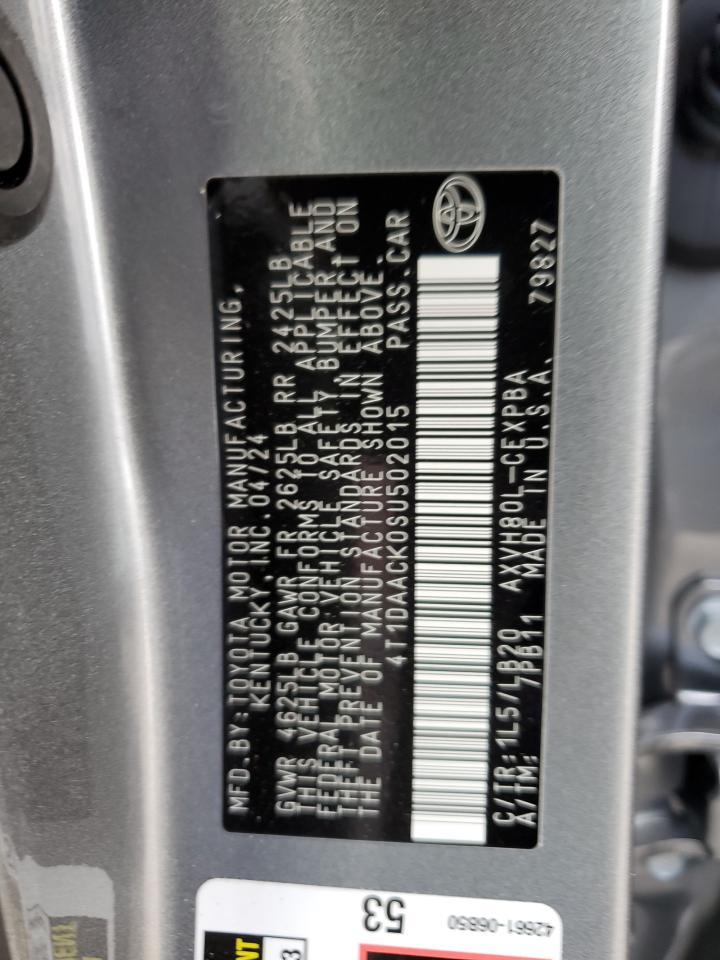 MFD.BY:TOYOTA MOTOR MANUFACTURING,
KENTUCKY,INC 04/24
GVWR 4625LB GAWR FR 2625LB RR 2425LB
THIS VEHICLE CONFORMS TO ALL APPLICABLE
FEDERAL MOTOR VEHICLE SAFETY, BUMPER AND
THEFT PREVENTION STANDARDS IN EFFECT ON
THE DATE OF MANUFACTURE SHOWN ABOVE.
4T1DAACK0SU502015 PASS.CAR
C/TR:1L5/LB20 AXVH80L-CEXPBA
A/TM: 7PB11 MADE IN U.S.A. 79827
53
42661-06850
3